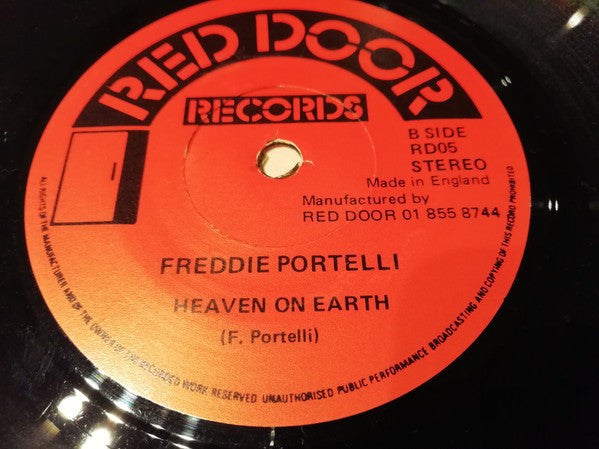 RED DOOR
RECORDS
B SIDE
RD05
STEREO
Made in England
Manufactured by
RED DOOR 01 855 8744
FREDDIE PORTELLI
HEAVEN ON EARTH
(F. Portelli)
ALL RIGHTS OF THE MANUFACTURER AND OF THE OWNER OF THE RECORDED WORK RESERVED UNAUTHORISED PUBLIC PERFORMANCE BROADCASTING AND COPYING OF THIS RECORD PROHIBITED